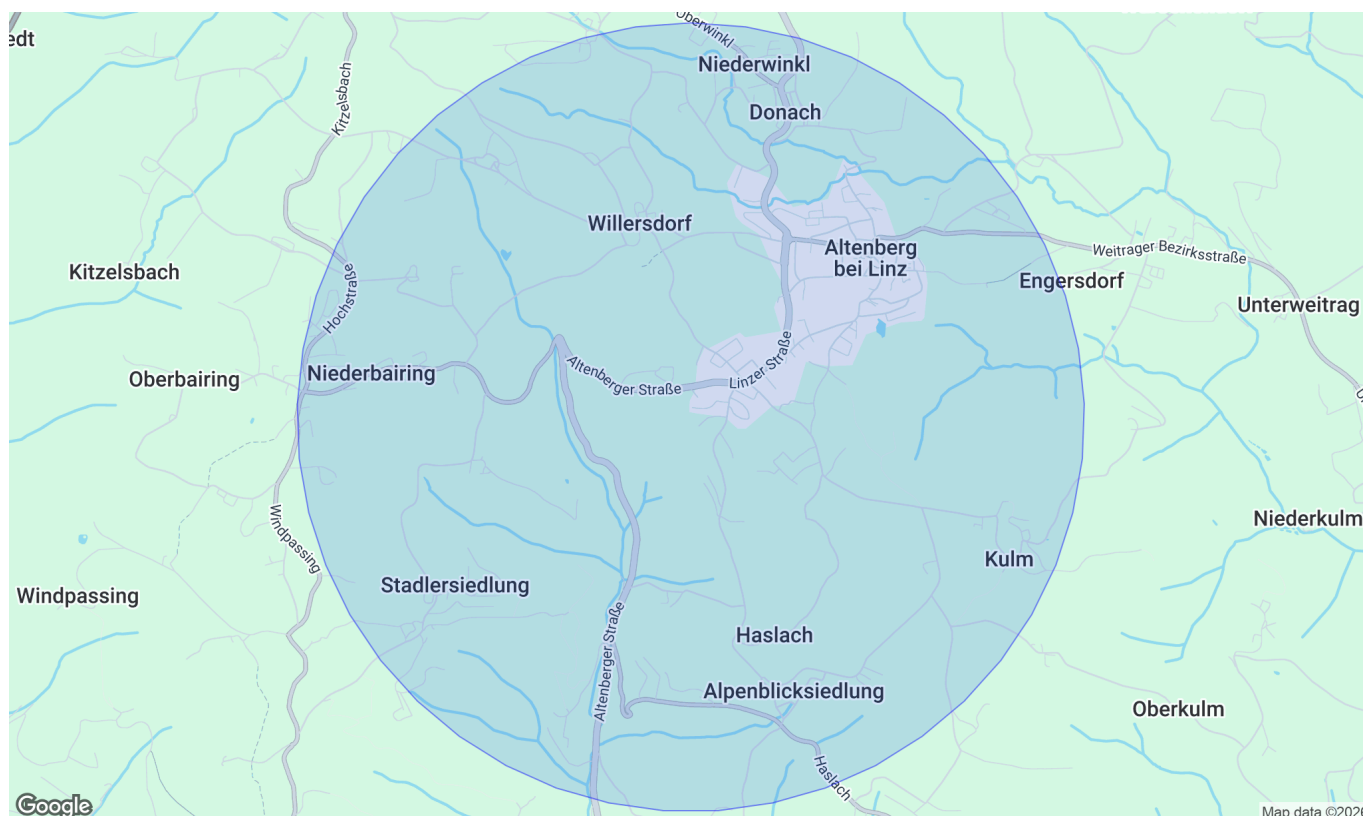 Oberwinkl
edt
Niederwinkl
Kitzelsbach
Donach
Willersdorf
Altenberg
bei Linz
Weitrager Bezirksstraße
Kitzelsbach
Engersdorf
Hochstraße
Unterweitrag
Niederbairing
Oberbairing
Altenberger Straße
Linzer Straße
Windpassing
Niederkulm
Kulm
Stadlersiedlung
Windpassing
Haslach
Altenberger Straße
Alpenblicksiedlung
Oberkulm
Haslach
Google
Map data ©2026